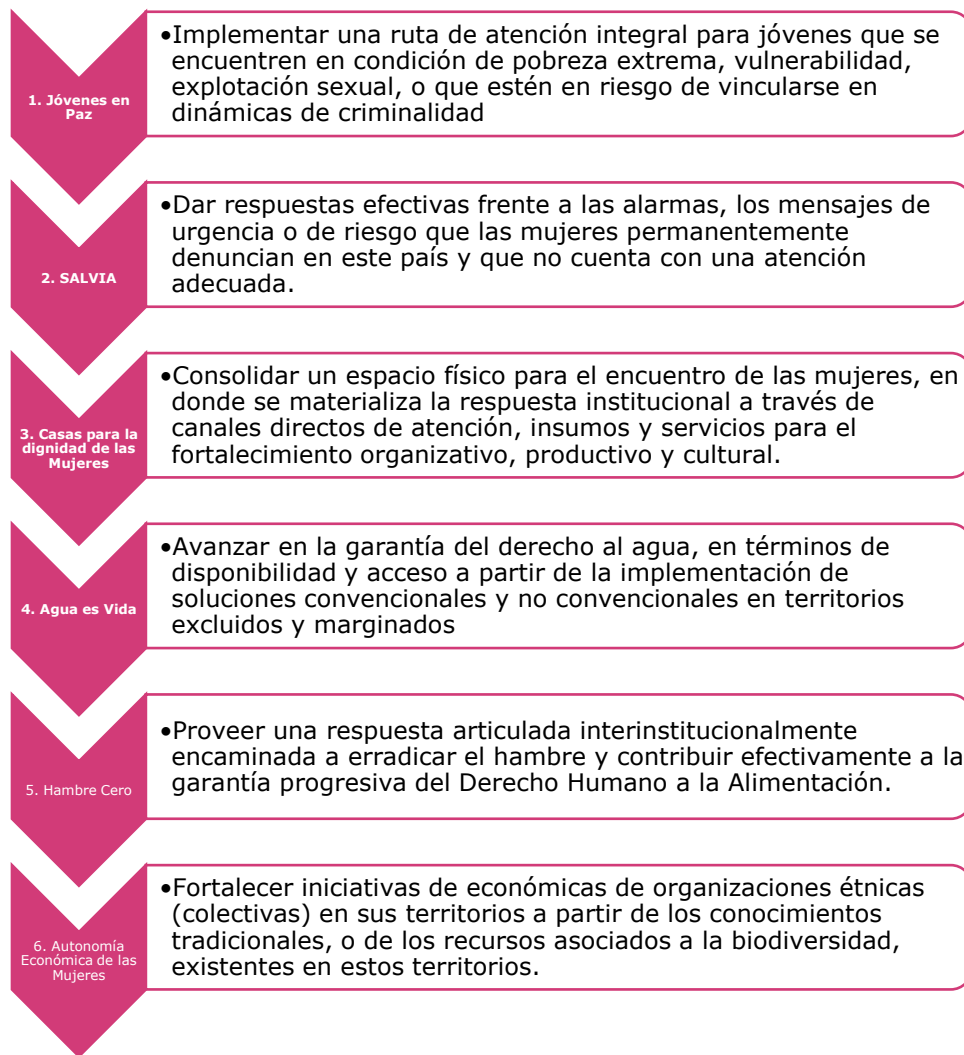 1. Jóvenes en
Paz
•Implementar una ruta de atención integral para jóvenes que se
encuentren en condición de pobreza extrema, vulnerabilidad,
explotación sexual, o que estén en riesgo de vincularse en
dinámicas de criminalidad
2. SALVIA
•Dar respuestas efectivas frente a las alarmas, los mensajes de
urgencia o de riesgo que las mujeres permanentemente
denuncian en este país y que no cuenta con una atención
adecuada.
3. Casas para la
dignidad de las
Mujeres
•Consolidar un espacio físico para el encuentro de las mujeres, en
donde se materializa la respuesta institucional a través de
canales directos de atención, insumos y servicios para el
fortalecimiento organizativo, productivo y cultural.
4. Agua es Vida
•Avanzar en la garantía del derecho al agua, en términos de
disponibilidad y acceso a partir de la implementación de
soluciones convencionales y no convencionales en territorios
excluidos y marginados
5. Hambre Cero
•Proveer una respuesta articulada interinstitucionalmente
encaminada a erradicar el hambre y contribuir efectivamente a la
garantía progresiva del Derecho Humano a la Alimentación.
6. Autonomía
Económica de las
Mujeres
•Fortalecer iniciativas de económicas de organizaciones étnicas
(colectivas) en sus territorios a partir de los conocimientos
tradicionales, o de los recursos asociados a la biodiversidad,
existentes en estos territorios.